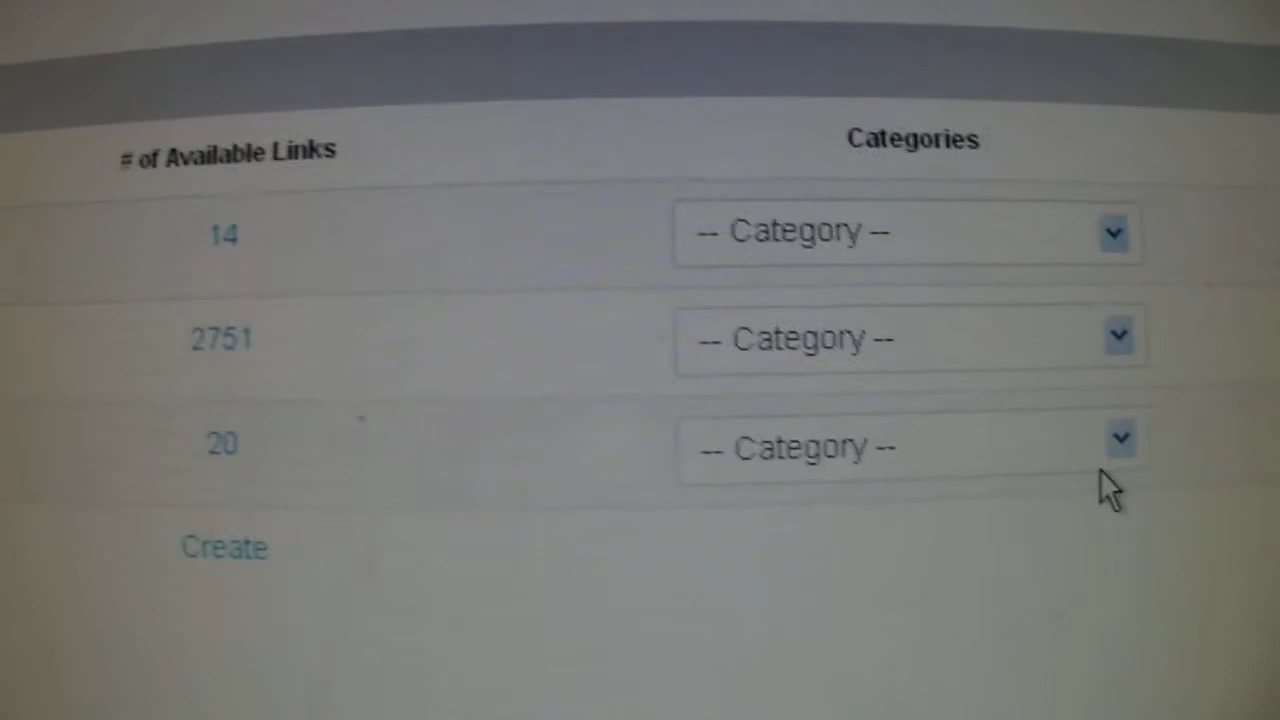 # of Available Links Categories
14 -- Category --
2751 -- Category --
20 -- Category --
Create